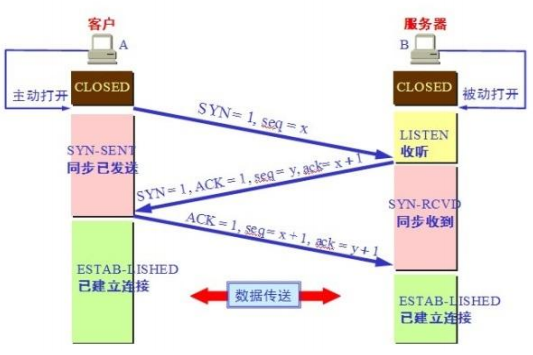 客户
服务器
A
B
CLOSED
CLOSED
主动打开
被动打开
SYN= 1, seq = x
LISTEN
收听
SYN-SENT
同步已发送
SYN= 1, ACK = 1, seq= y, ack= x+1
SYN-RCVD
同步收到
ACK = 1, seq= x+1, ack = y+1
ESTAB-LISHED
已建立连接
数据传送
ESTAB-LISHED
已建立连接